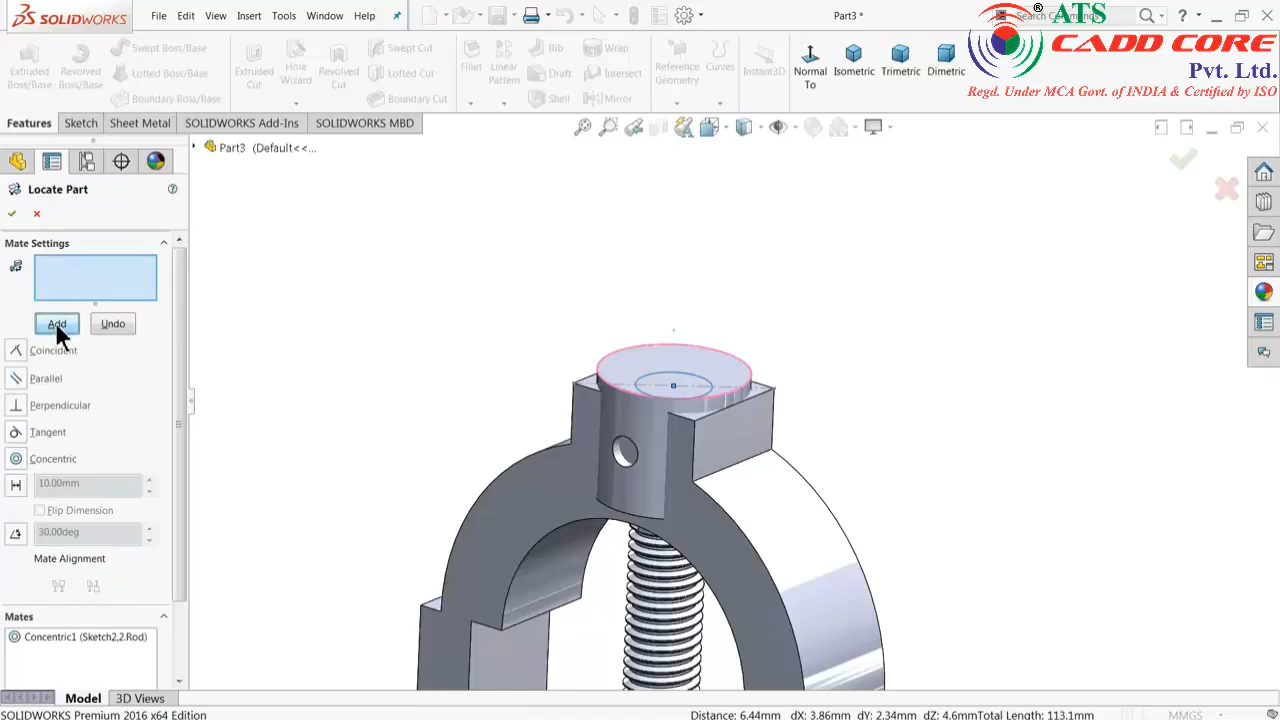 SOLIDWORKS
File Edit View Insert Tools Window Help
Part3 *
Search Commands
?
®
ATS
CADD CORE
Pvt. Ltd.
Regd. Under MCA Govt. of INDIA & Certified by ISO
Extruded Boss/Base
Revolved Boss/Base
Swept Boss/Base
Lofted Boss/Base
Boundary Boss/Base
Extruded Cut
Hole Wizard
Revolved Cut
Swept Cut
Lofted Cut
Boundary Cut
Fillet
Linear Pattern
Rib
Draft
Shell
Wrap
Intersect
Mirror
Reference Geometry
Curves
Instant3D
Normal To
Isometric
Trimetric
Dimetric
Features Sketch Sheet Metal SOLIDWORKS Add-Ins SOLIDWORKS MBD
Part3 (Default<<...
Locate Part
?
Mate Settings
Add Undo
Coincident
Parallel
Perpendicular
Tangent
Concentric
10.00mm
Flip Dimension
30.00deg
Mate Alignment
Mates
Concentric1 (Sketch2,2.Rod)
Model 3D Views
SOLIDWORKS Premium 2016 x64 Edition
Distance: 6.44mm dX: 3.86mm dY: 2.34mm dZ: 4.6mmTotal Length: 113.1mm
MMGS